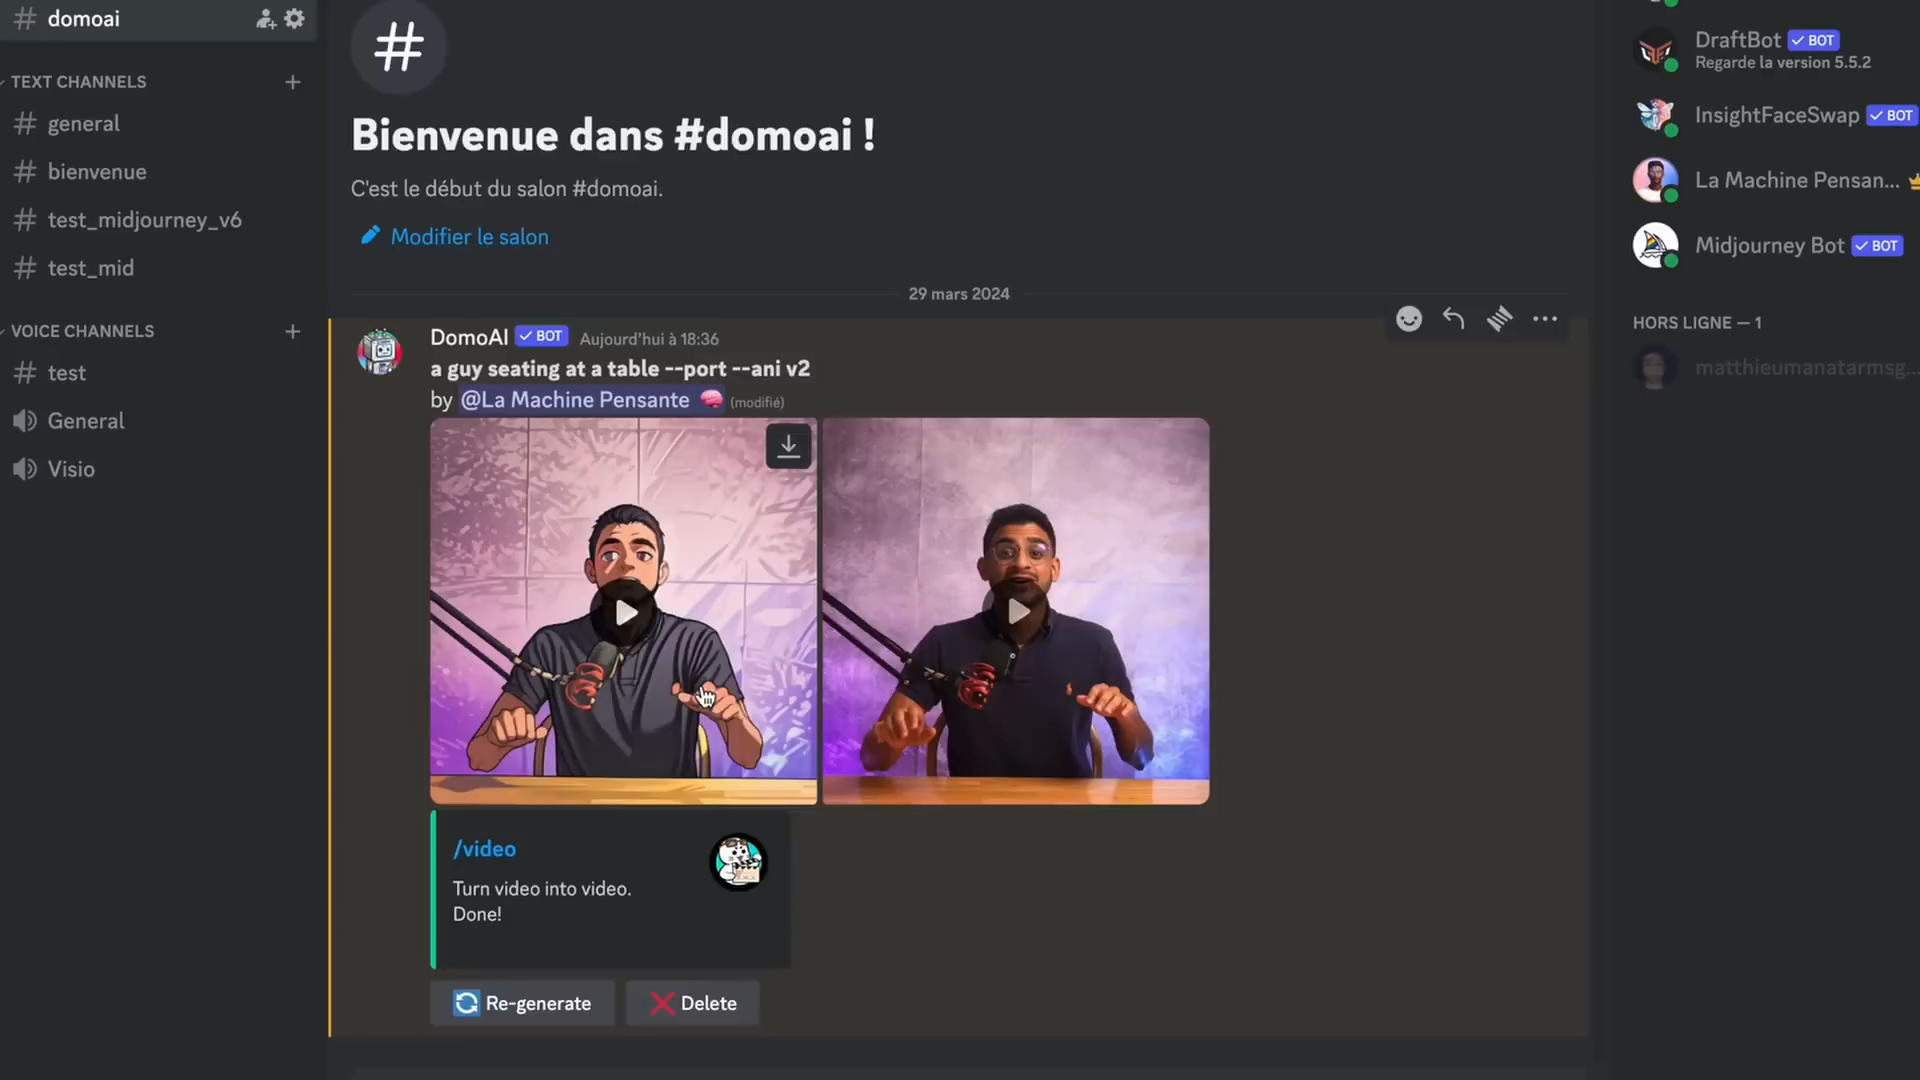 domoai
TEXT CHANNELS
general
bienvenue
test_midjourney_v6
test_mid
VOICE CHANNELS
test
General
Visio
#
Bienvenue dans #domoai !
C'est le début du salon #domoai.
Modifier le salon
29 mars 2024
DomoAI BOT Aujourd'hui à 18:36
a guy seating at a table --port --ani v2
by @La Machine Pensante (modifié)
/video
Turn video into video.
Done!
Re-generate Delete
DraftBot BOT
Regarde la version 5.5.2
InsightFaceSwap BOT
La Machine Pensan...
Midjourney Bot BOT
HORS LIGNE — 1
matthieumanatarmsg...